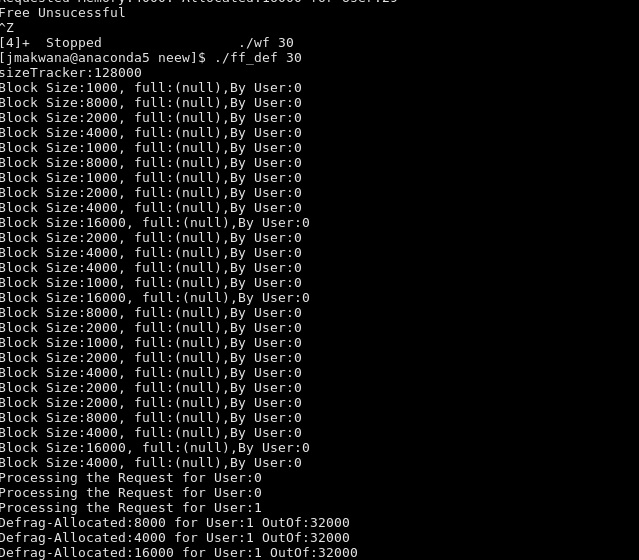 Requested Memory:4000. Allocated:16000 for User:29
Free Unsucessful
^Z
[4]+  Stopped                 ./wf 30
[jmakwana@anaconda5 neew]$ ./ff_def 30
sizeTracker:128000
Block Size:1000, full:(null),By User:0
Block Size:8000, full:(null),By User:0
Block Size:2000, full:(null),By User:0
Block Size:4000, full:(null),By User:0
Block Size:1000, full:(null),By User:0
Block Size:8000, full:(null),By User:0
Block Size:1000, full:(null),By User:0
Block Size:2000, full:(null),By User:0
Block Size:4000, full:(null),By User:0
Block Size:16000, full:(null),By User:0
Block Size:2000, full:(null),By User:0
Block Size:4000, full:(null),By User:0
Block Size:4000, full:(null),By User:0
Block Size:1000, full:(null),By User:0
Block Size:16000, full:(null),By User:0
Block Size:8000, full:(null),By User:0
Block Size:2000, full:(null),By User:0
Block Size:1000, full:(null),By User:0
Block Size:2000, full:(null),By User:0
Block Size:4000, full:(null),By User:0
Block Size:2000, full:(null),By User:0
Block Size:2000, full:(null),By User:0
Block Size:8000, full:(null),By User:0
Block Size:4000, full:(null),By User:0
Block Size:16000, full:(null),By User:0
Block Size:4000, full:(null),By User:0
Processing the Request for User:0
Processing the Request for User:0
Processing the Request for User:1
Defrag-Allocated:8000 for User:1 OutOf:32000
Defrag-Allocated:4000 for User:1 OutOf:32000
Defrag-Allocated:16000 for User:1 OutOf:32000